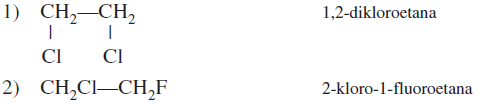 1) CH₂—CH₂ 1,2-dikloroetana
| |
Cl Cl
2) CH₂Cl—CH₂F 2-kloro-1-fluoroetana